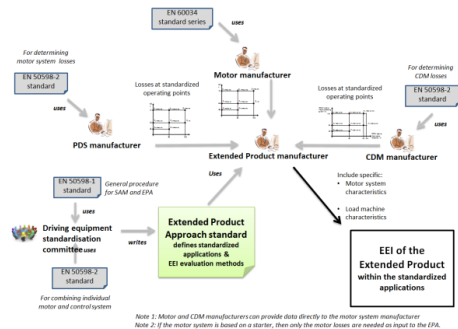 EN 60034
standard series
uses
For determining
motor system losses
EN 50598-2
standard
uses
Motor manufacturer
For determining
CDM losses
EN 50598-2
standard
uses
Losses at standardized
operating points
Losses at standardized
operating points
PDS manufacturer
Extended Product manufacturer
CDM manufacturer
EN 50598-1
standard
General procedure
for SAM and EPA
uses
Uses
Include specific:
• Motor system
characteristics
• Load machine
characteristics
Driving equipment
standardisation
committee
writes
Extended Product
Approach standard
defines standardized
applications &
EEI evaluation methods
EEI of the
Extended Product
within the standardized
applications
uses
EN 50598-2
standard
For combining individual
motor and control system
Note 1: Motor and CDM manufacturers can provide data directly to the motor system manufacturer
Note 2: If the motor system is based on a starter, then only the motor losses are needed as input to the EPA.